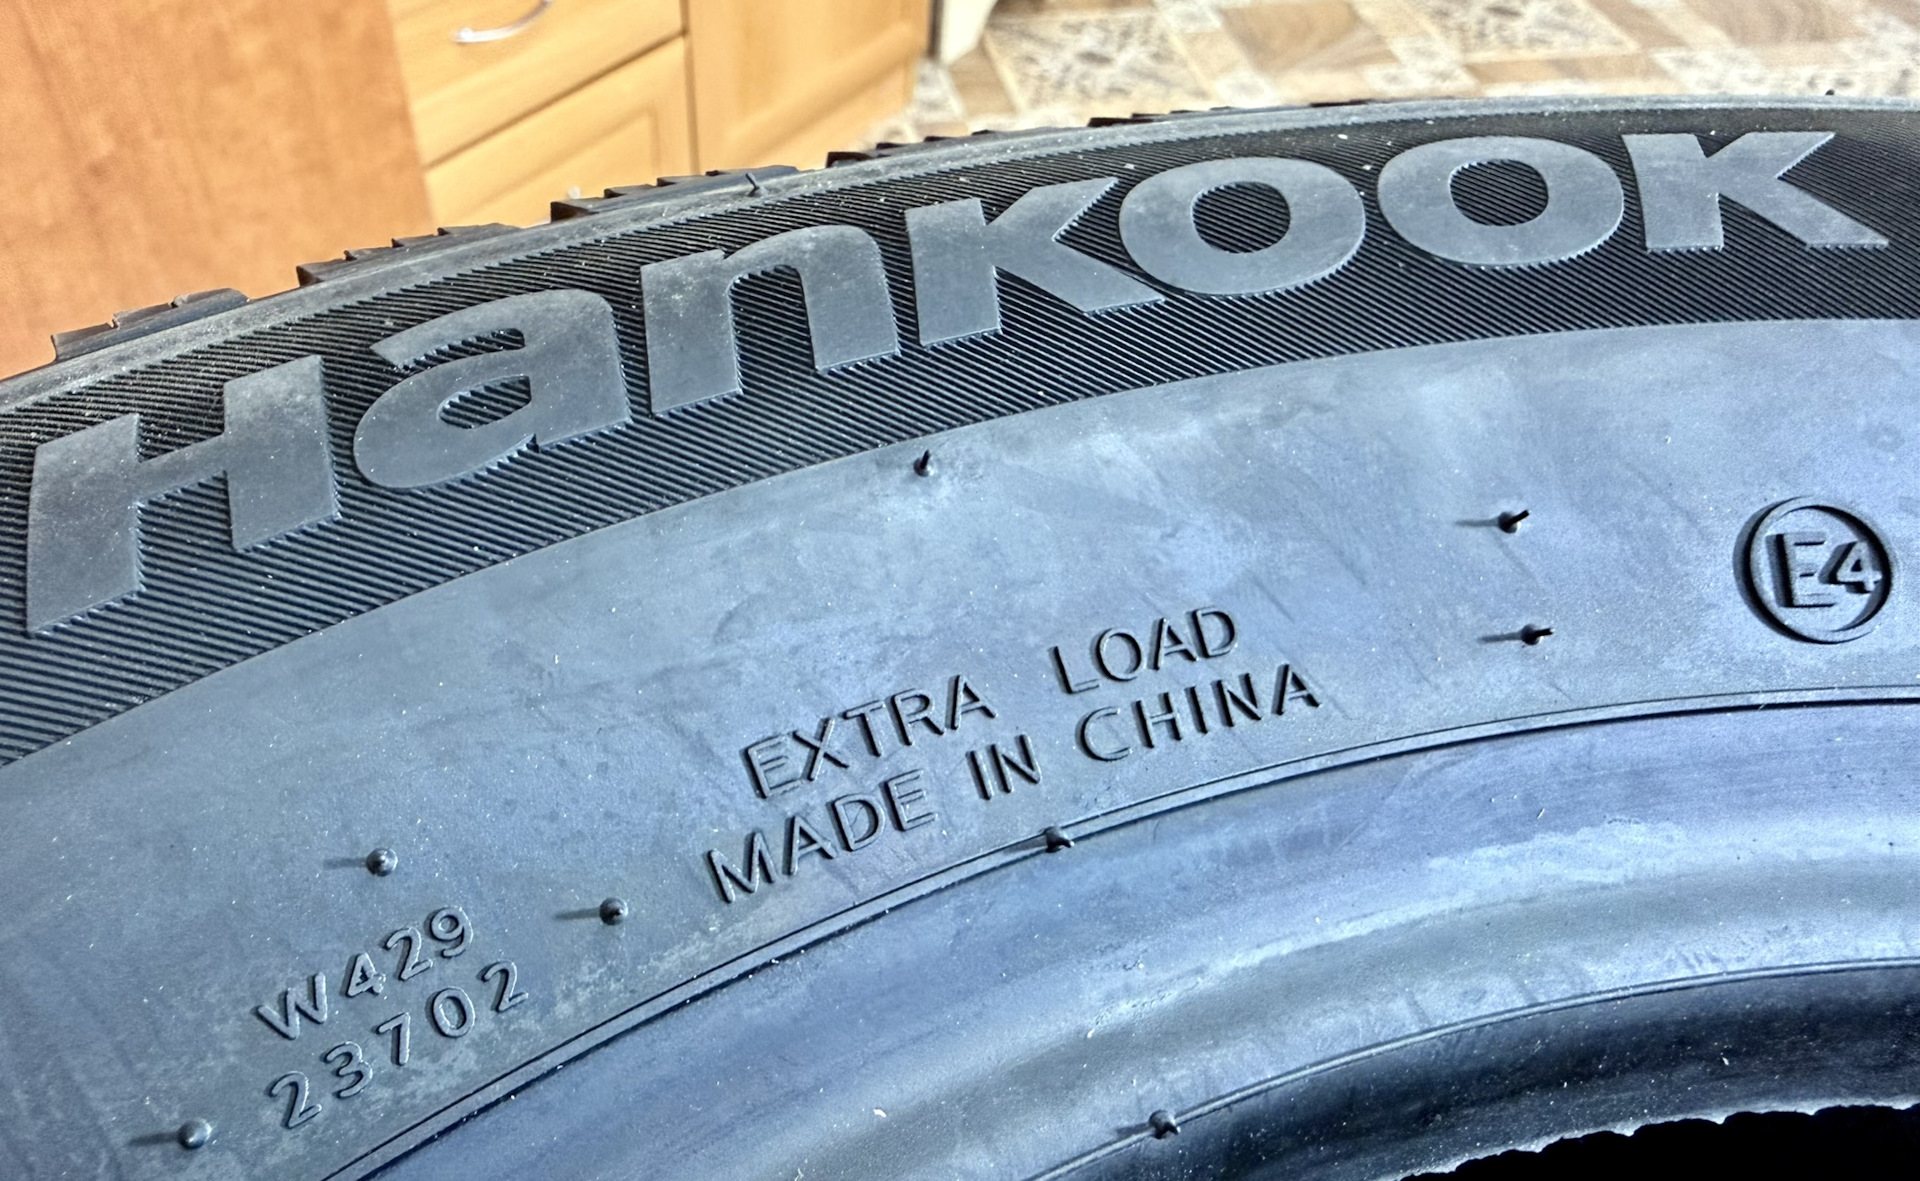 Hankook
E4
EXTRA LOAD
MADE IN CHINA
W429
23702